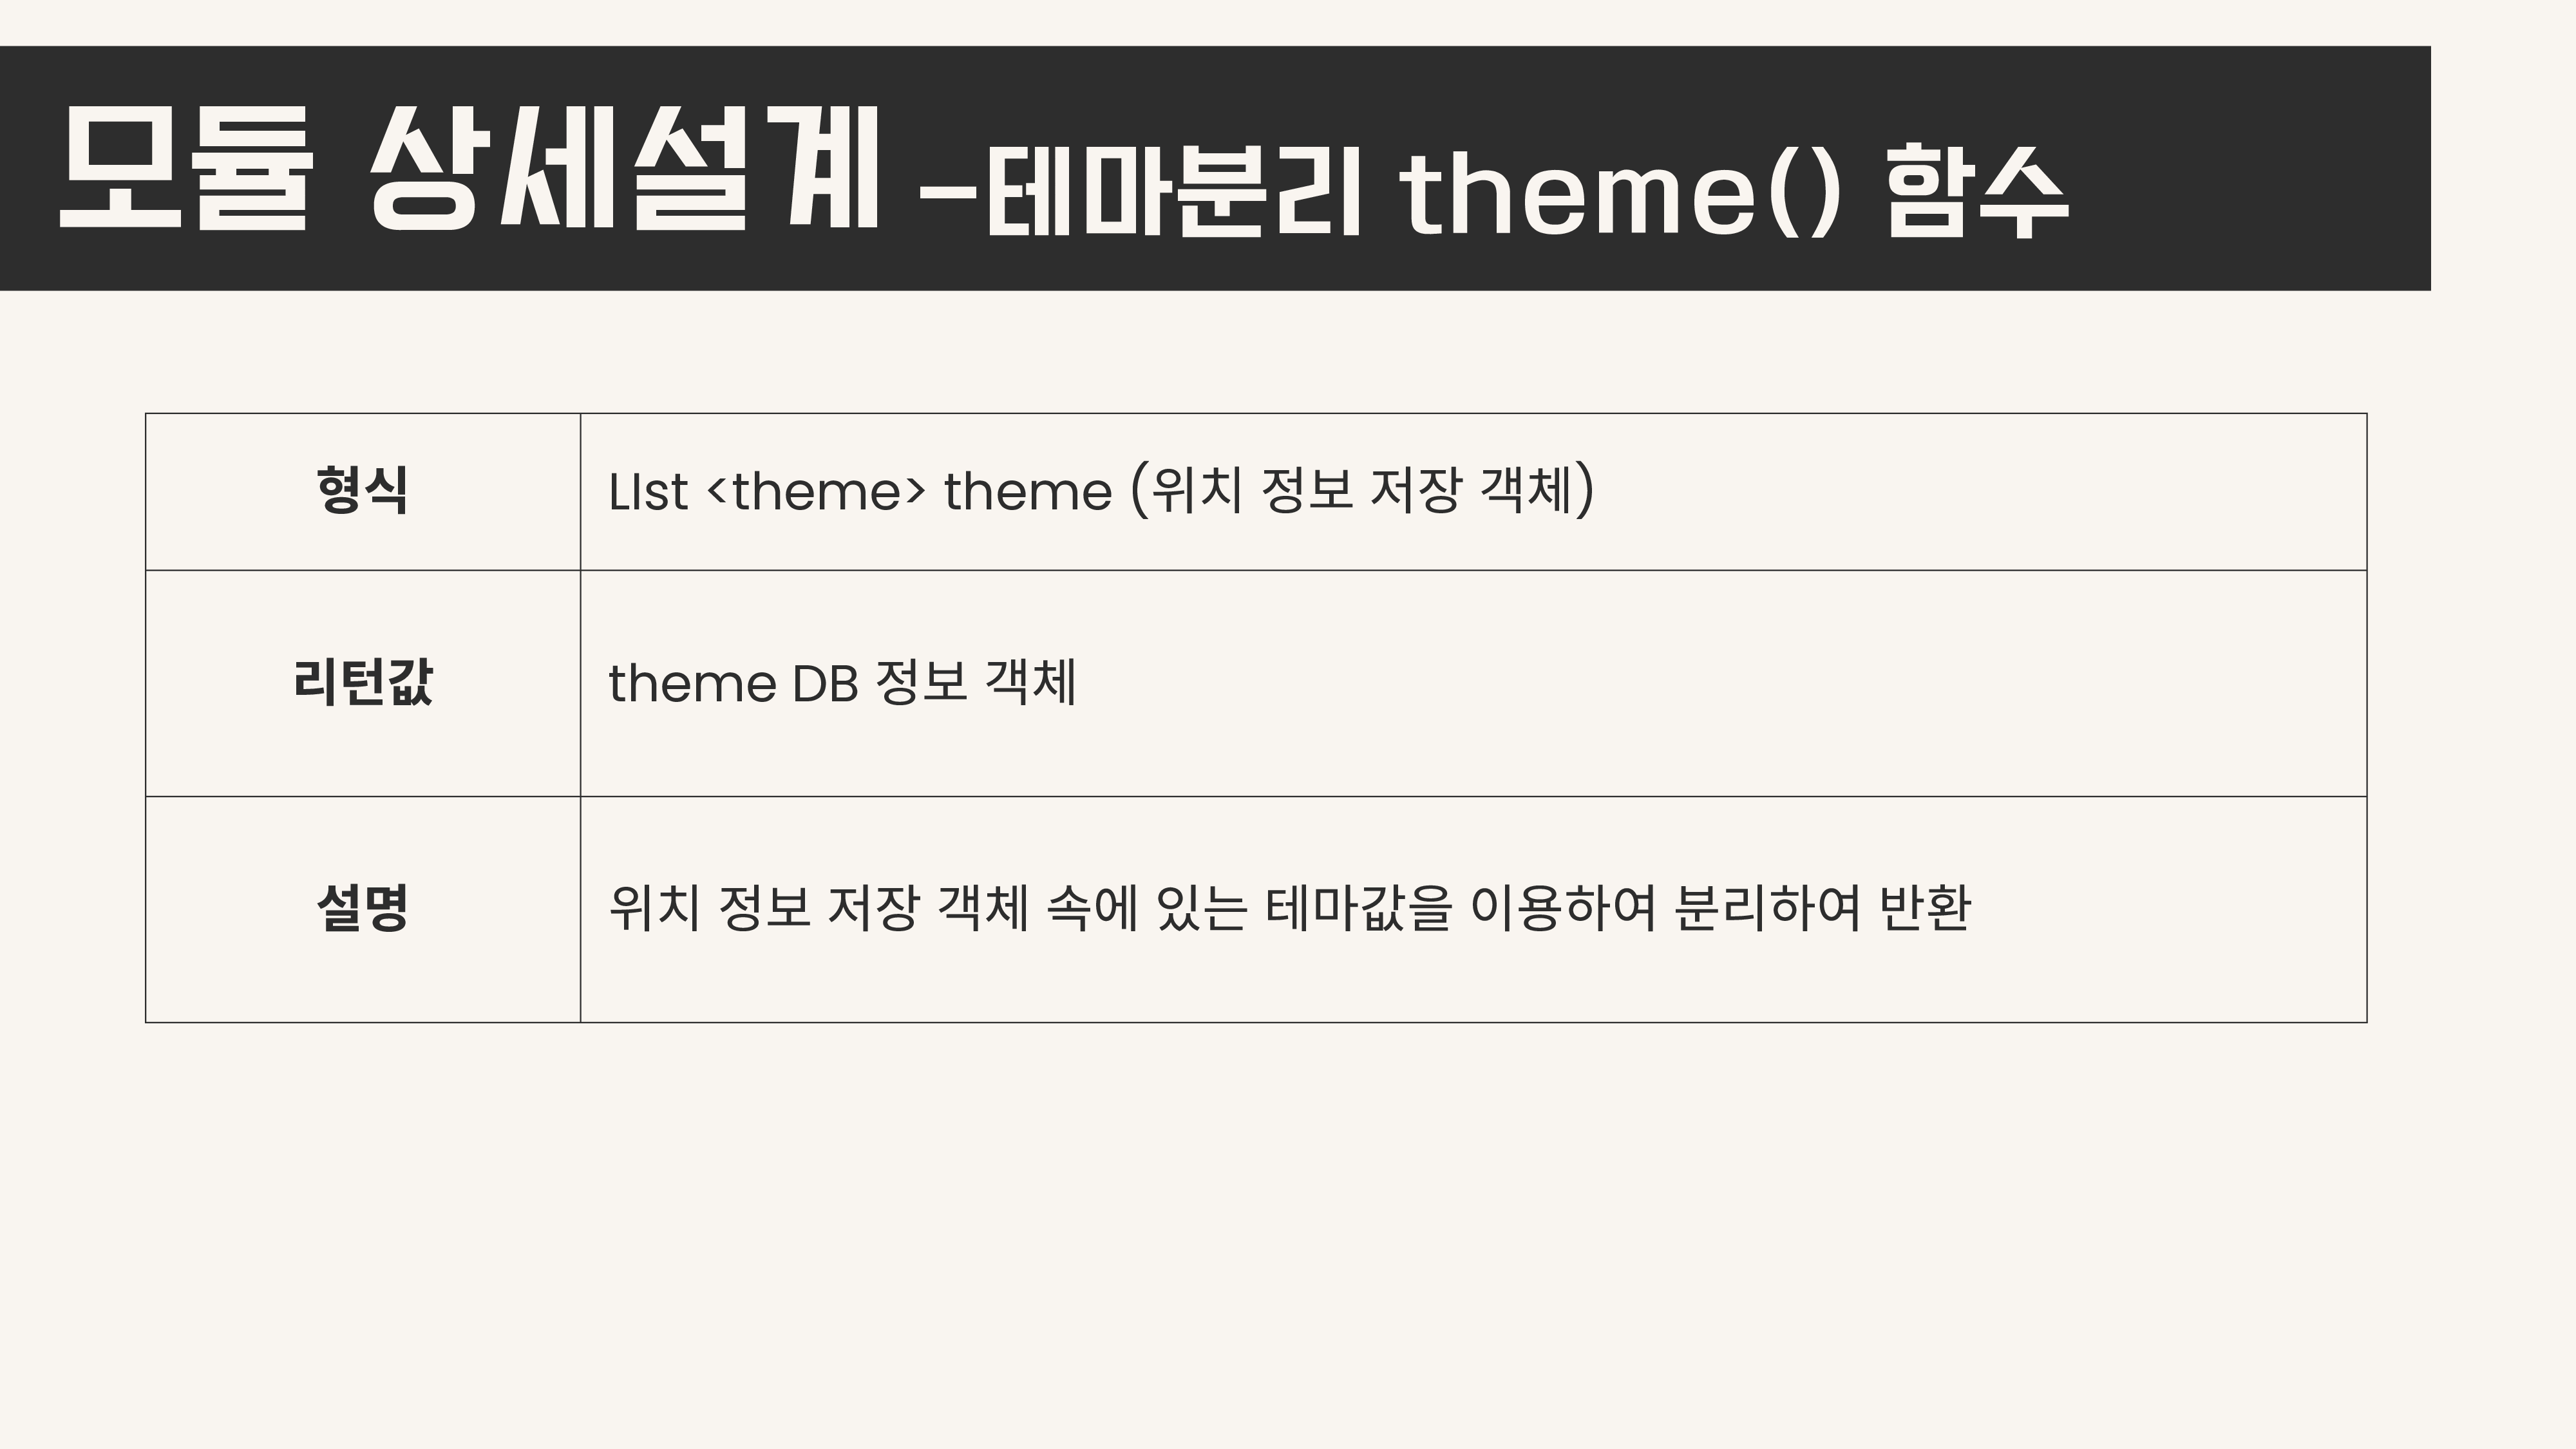 모듈 상세설계 -테마분리 theme() 함수
형식
LIst <theme> theme (위치 정보 저장 객체)
리턴값
theme DB 정보 객체
설명
위치 정보 저장 객체 속에 있는 테마값을 이용하여 분리하여 반환